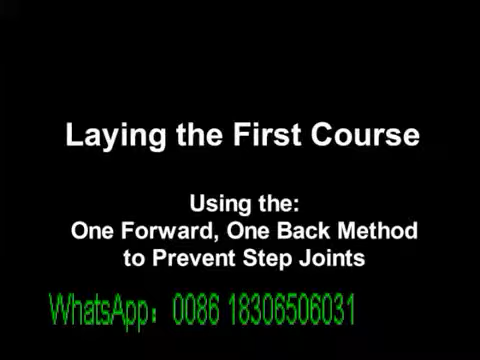 Laying the First Course
Using the:
One Forward, One Back Method
to Prevent Step Joints
WhatsApp：0086 18306506031